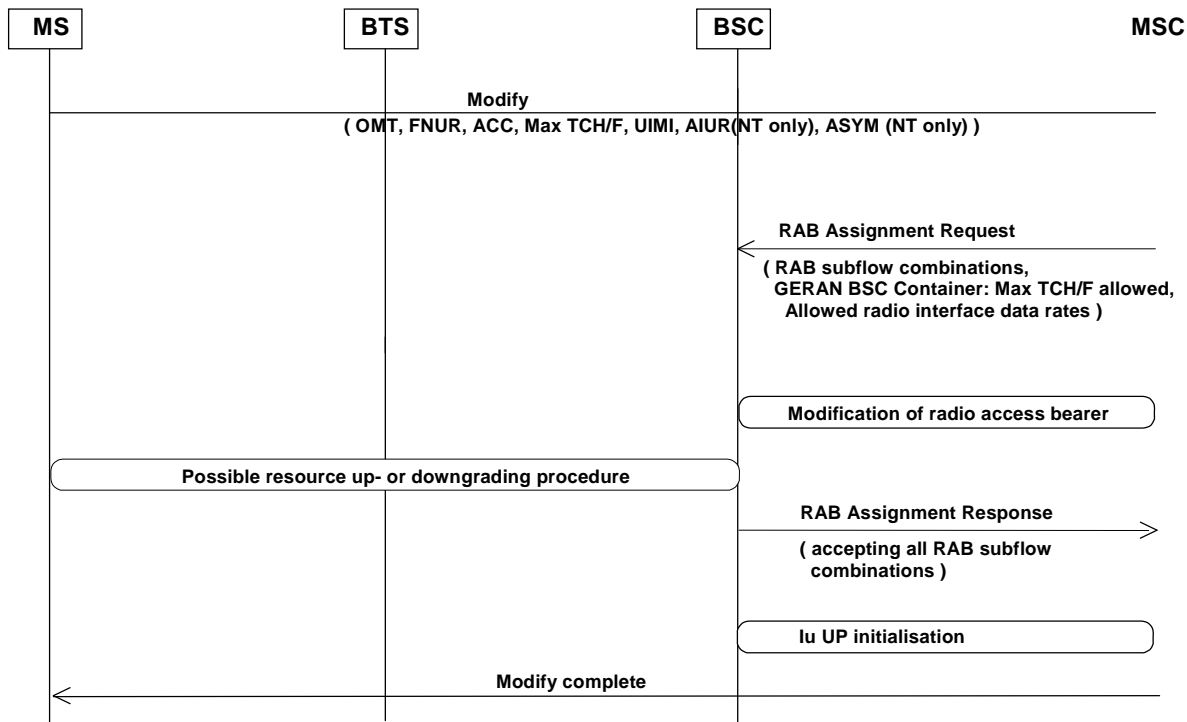 MS BTS BSC MSC
Modify
( OMT, FNUR, ACC, Max TCH/F, UIMI, AIUR(NT only), ASYM (NT only) )
RAB Assignment Request
( RAB subflow combinations,
GERAN BSC Container: Max TCH/F allowed,
Allowed radio interface data rates )
Modification of radio access bearer
Possible resource up- or downgrading procedure
RAB Assignment Response
( accepting all RAB subflow
combinations )
Iu UP initialisation
Modify complete